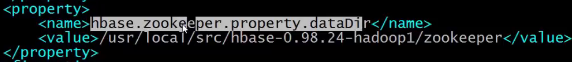 <property>
<name>hbase.zookeeper.property.dataDir</name>
<value>/usr/local/src/hbase-0.98.24-hadoop1/zookeeper</value>
</property>